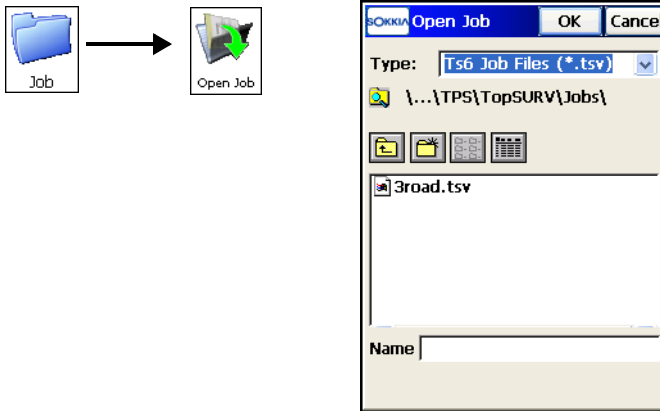 Job
Open Job
SOKKIA Open Job OK Cance
Type: Ts6 Job Files (*.tsv)
\...\TPS\TopSURV\Jobs\
3road.tsv
Name